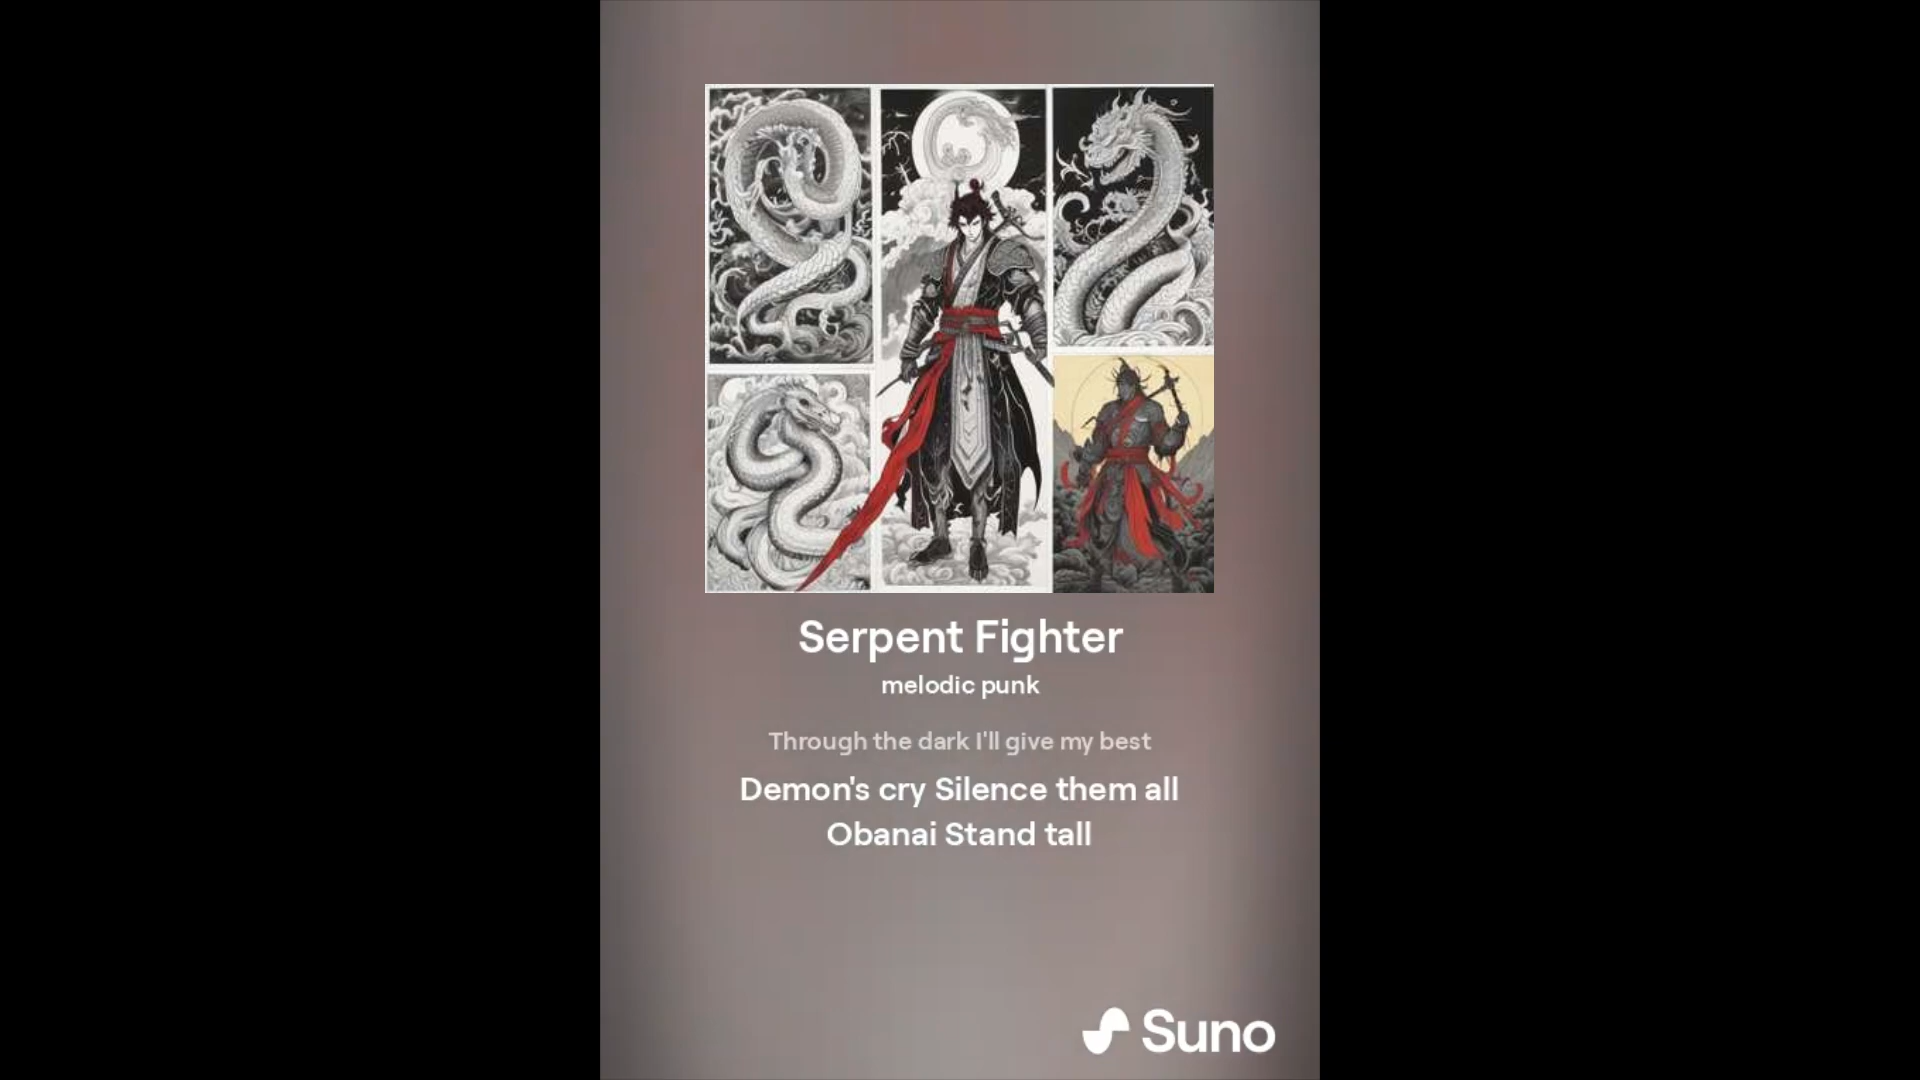 Serpent Fighter
melodic punk
Through the dark I'll give my best
Demon's cry Silence them all
Obanai Stand tall
Suno